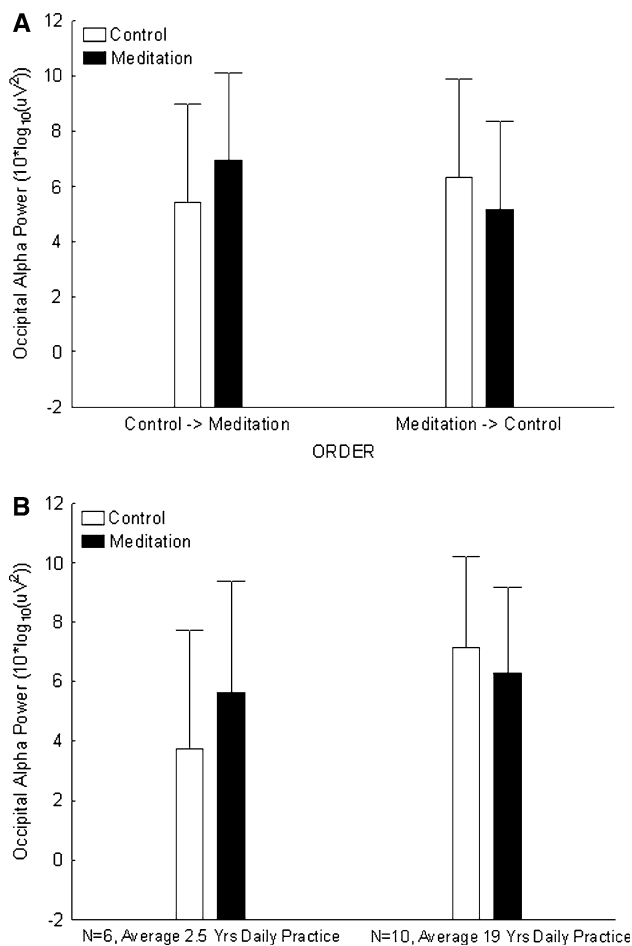 A
Control
Meditation
Occipital Alpha Power (10*log10(uV2))
12
10
8
6
4
2
0
-2
Control -> Meditation Meditation -> Control
ORDER
B
Control
Meditation
Occipital Alpha Power (10*log10(uV2))
12
10
8
6
4
2
0
-2
N=6, Average 2.5 Yrs Daily Practice N=10, Average 19 Yrs Daily Practice